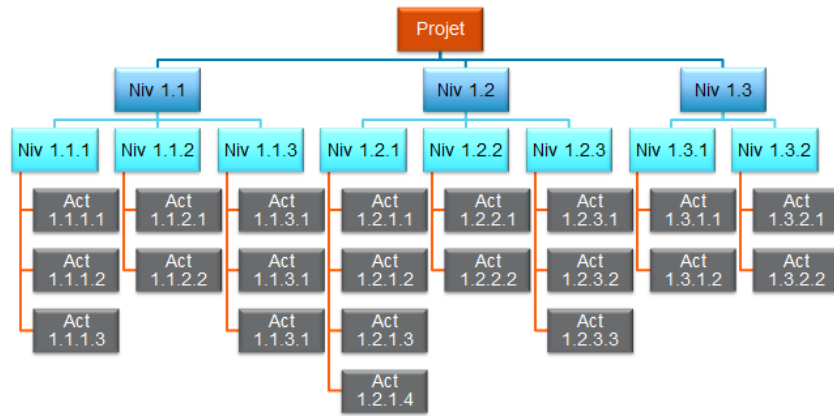 Projet
Niv 1.1
Niv 1.2
Niv 1.3
Niv 1.1.1
Niv 1.1.2
Niv 1.1.3
Niv 1.2.1
Niv 1.2.2
Niv 1.2.3
Niv 1.3.1
Niv 1.3.2
Act
1.1.1.1
Act
1.1.2.1
Act
1.1.3.1
Act
1.2.1.1
Act
1.2.2.1
Act
1.2.3.1
Act
1.3.1.1
Act
1.3.2.1
Act
1.1.1.2
Act
1.1.2.2
Act
1.1.3.1
Act
1.2.1.2
Act
1.2.2.2
Act
1.2.3.2
Act
1.3.1.2
Act
1.3.2.2
Act
1.1.1.3
Act
1.1.3.1
Act
1.2.1.3
Act
1.2.3.3
Act
1.2.1.4